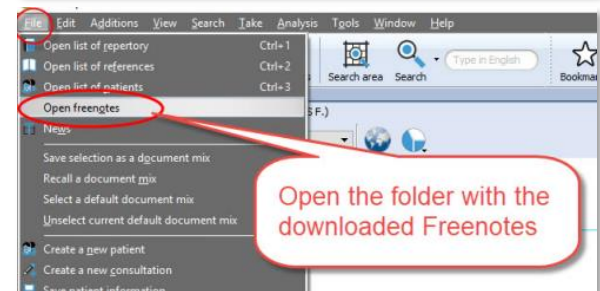 File Edit Additions View Search Take Analysis Tools Window Help
Open list of repertory Ctrl+1
Open list of references Ctrl+2
Open list of patients Ctrl+3
Open freenotes
News
Save selection as a document mix
Recall a document mix
Select a default document mix
Unselect current default document mix
Create a new patient
Create a new consultation
Save patient information
Search area Search Type in English Bookmar
S F.)
Open the folder with the
downloaded Freenotes